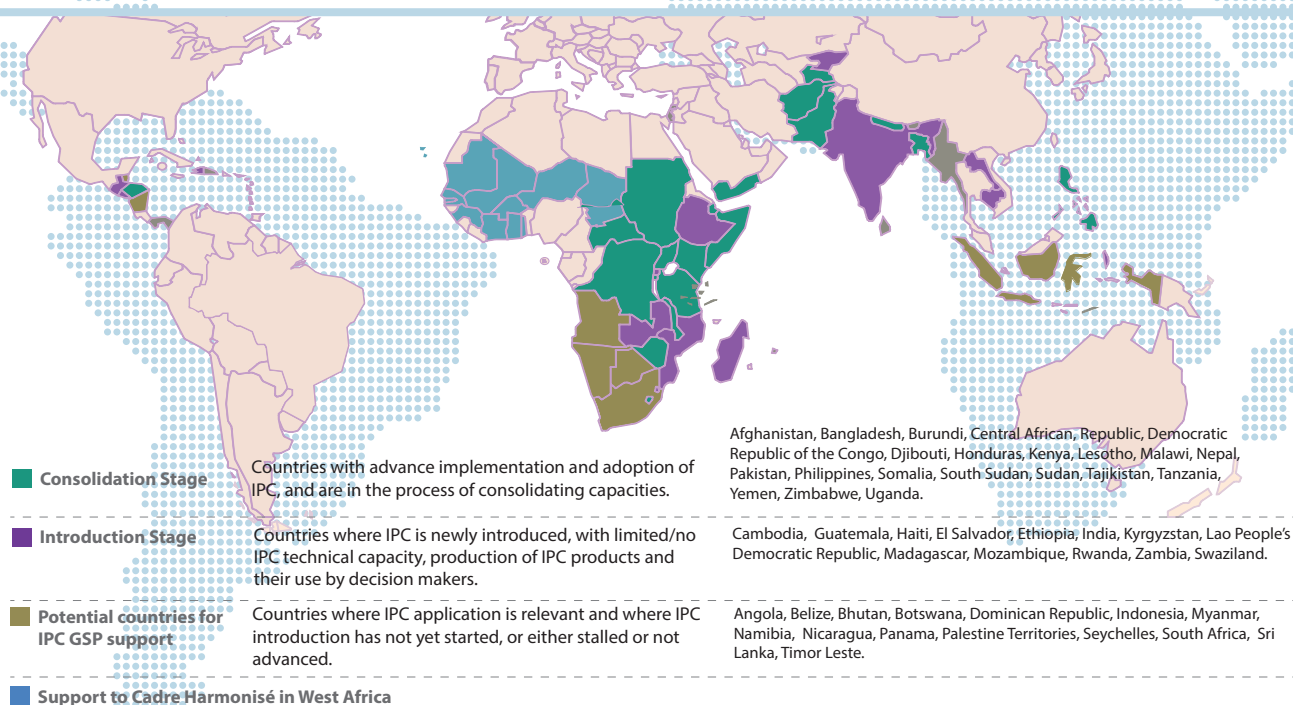 Consolidation Stage
Countries with advance implementation and adoption of
IPC, and are in the process of consolidating capacities.
Afghanistan, Bangladesh, Burundi, Central African, Republic, Democratic
Republic of the Congo, Djibouti, Honduras, Kenya, Lesotho, Malawi, Nepal,
Pakistan, Philippines, Somalia, South Sudan, Sudan, Tajikistan, Tanzania,
Yemen, Zimbabwe, Uganda.
Introduction Stage
Countries where IPC is newly introduced, with limited/no
IPC technical capacity, production of IPC products and
their use by decision makers.
Cambodia, Guatemala, Haiti, El Salvador, Ethiopia, India, Kyrgyzstan, Lao People's
Democratic Republic, Madagascar, Mozambique, Rwanda, Zambia, Swaziland.
Potential countries for
IPC GSP support
Countries where IPC application is relevant and where IPC
introduction has not yet started, or either stalled or not
advanced.
Angola, Belize, Bhutan, Botswana, Dominican Republic, Indonesia, Myanmar,
Namibia, Nicaragua, Panama, Palestine Territories, Seychelles, South Africa, Sri
Lanka, Timor Leste.
Support to Cadre Harmonisé in West Africa